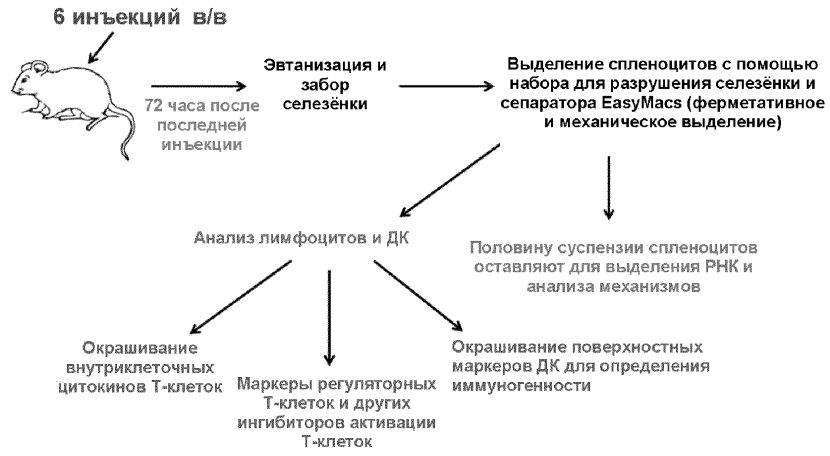 6 инъекций в/в
72 часа после
последней
инъекции
Эвтанизация и
забор
селезёнки
Выделение спленоцитов с помощью
набора для разрушения селезёнки и
сепаратора EasyMacs (ферметативное
и механическое выделение)
Анализ лимфоцитов и ДК
Половину суспензии спленоцитов
оставляют для выделения РНК и
анализа механизмов
Окрашивание
внутриклеточных
цитокинов Т-клеток
Маркеры регуляторных
Т-клеток и других
ингибиторов активации
Т-клеток
Окрашивание поверхностных
маркеров ДК для определения
иммуногенности